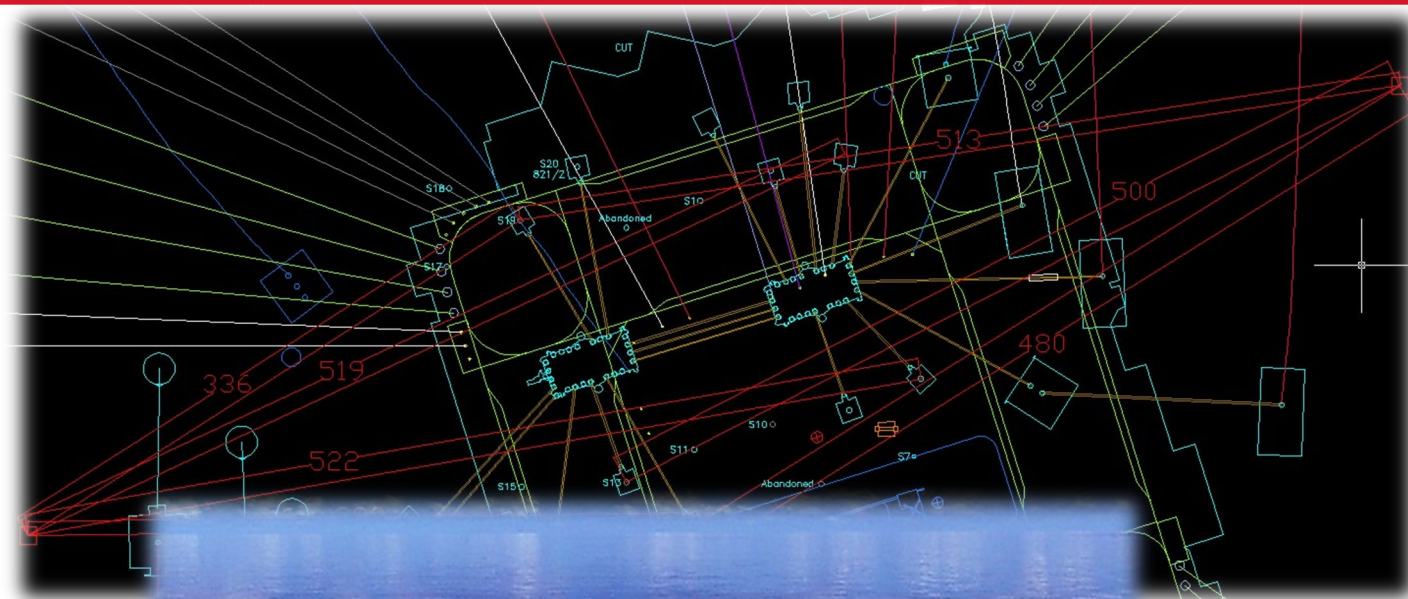 CUT
513
S20
821/2
CUT
S18
500
S1
S19
Abandoned
S17
480
519
336
S10
S11
S7
522
S13
Abandoned
S15